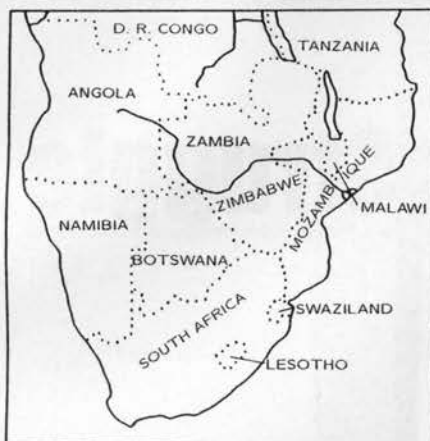 D. R. CONGO
TANZANIA
ANGOLA
ZAMBIA
ZIMBABWE
MOZAMBIQUE
MALAWI
NAMIBIA
BOTSWANA
SWAZILAND
SOUTH AFRICA
LESOTHO